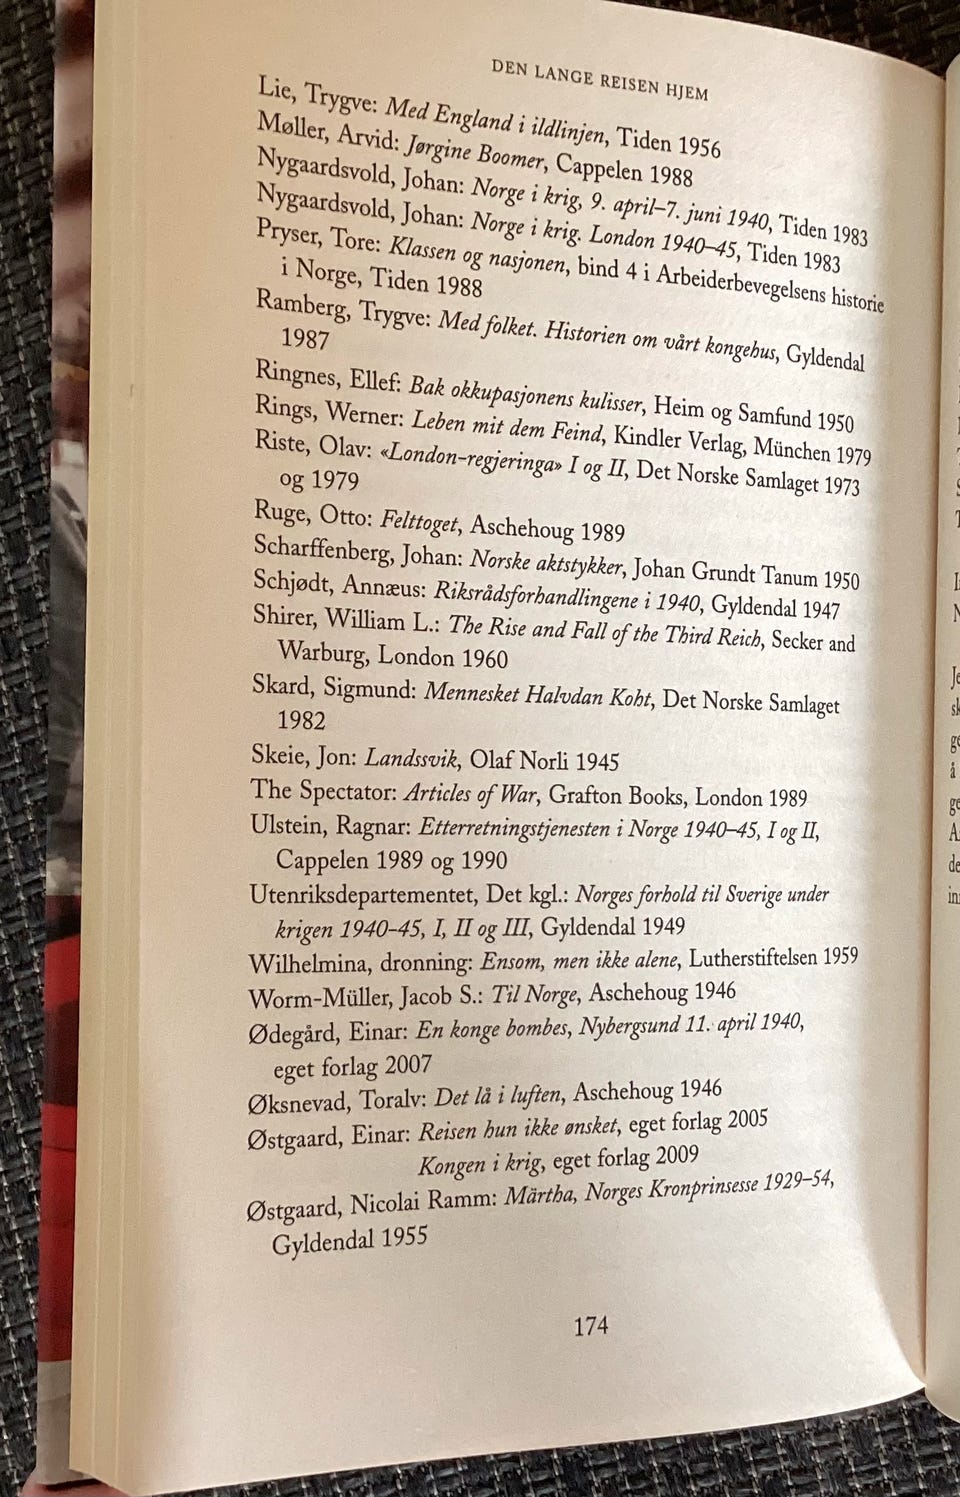 DEN LANGE REISEN HJEM
Lie, Trygve: Med England i ildlinjen, Tiden 1956
Møller, Arvid: Jørgine Boomer, Cappelen 1988
Nygaardsvold, Johan: Norge i krig, 9. april–7. juni 1940, Tiden 1983
Nygaardsvold, Johan: Norge i krig. London 1940–45, Tiden 1983
Pryser, Tore: Klassen og nasjonen, bind 4 i Arbeiderbevegelsens historie
i Norge, Tiden 1988
Ramberg, Trygve: Med folket. Historien om vårt kongehus, Gyldendal
1987
Ringnes, Ellef: Bak okkupasjonens kulisser, Heim og Samfund 1950
Rings, Werner: Leben mit dem Feind, Kindler Verlag, München 1979
Riste, Olav: «London-regjeringa» I og II, Det Norske Samlaget 1973
og 1979
Ruge, Otto: Felttoget, Aschehoug 1989
Scharffenberg, Johan: Norske aktstykker, Johan Grundt Tanum 1950
Schjødt, Annæus: Riksrådsforhandlingene i 1940, Gyldendal 1947
Shirer, William L.: The Rise and Fall of the Third Reich, Secker and
Warburg, London 1960
Skard, Sigmund: Mennesket Halvdan Koht, Det Norske Samlaget
1982
Skeie, Jon: Landssvik, Olaf Norli 1945
The Spectator: Articles of War, Grafton Books, London 1989
Ulstein, Ragnar: Etterretningstjenesten i Norge 1940–45, I og II,
Cappelen 1989 og 1990
Utenriksdepartementet, Det kgl.: Norges forhold til Sverige under
krigen 1940–45, I, II og III, Gyldendal 1949
Wilhelmina, dronning: Ensom, men ikke alene, Lutherstiftelsen 1959
Worm-Müller, Jacob S.: Til Norge, Aschehoug 1946
Ødegård, Einar: En konge bombes, Nybergsund 11. april 1940,
eget forlag 2007
Øksnevad, Toralv: Det lå i luften, Aschehoug 1946
Østgaard, Einar: Reisen hun ikke ønsket, eget forlag 2005
Kongen i krig, eget forlag 2009
Østgaard, Nicolai Ramm: Märtha, Norges Kronprinsesse 1929–54,
Gyldendal 1955
174